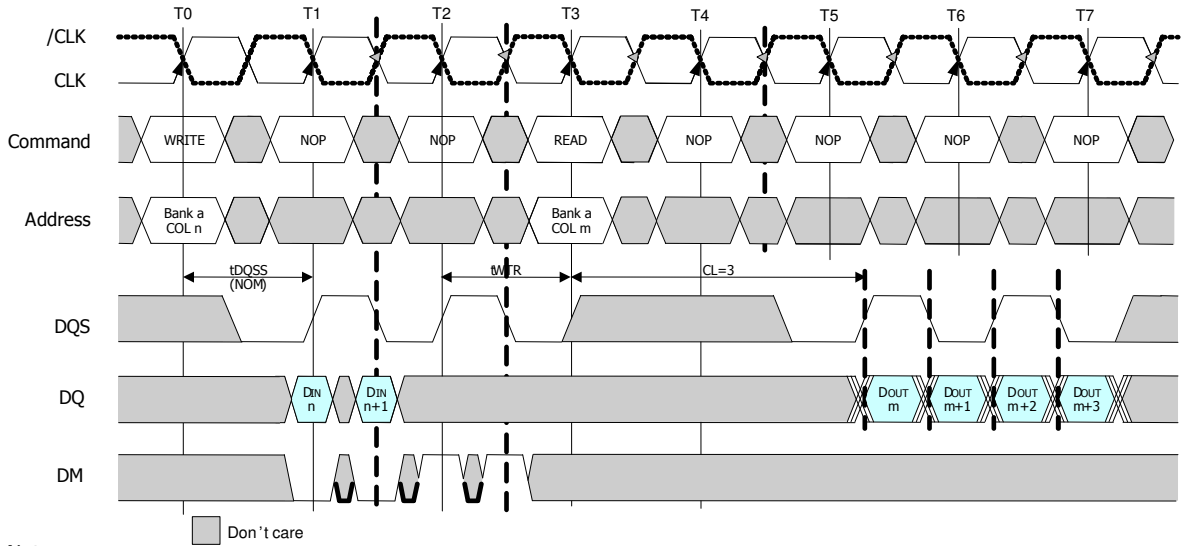 T0 T1 T2 T3 T4 T5 T6 T7
/CLK
CLK
Command WRITE NOP NOP READ NOP NOP NOP NOP
Address Bank a COL n Bank a COL m
tDQSS (NOM) tWTR CL=3
DQS
DQ DIN n DIN n+1 DOUT m DOUT m+1 DOUT m+2 DOUT m+3
DM
Don't care